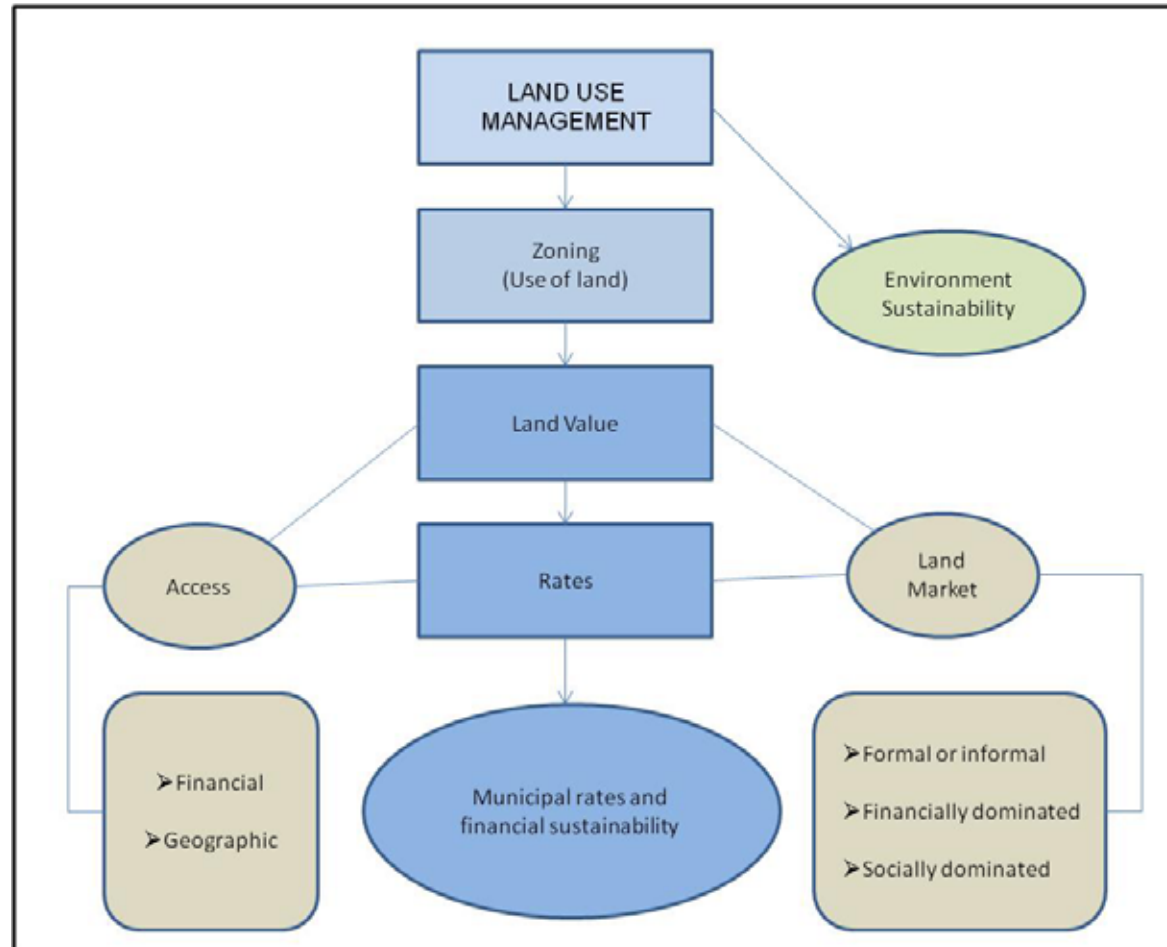 LAND USE
MANAGEMENT
Zoning
(Use of land)
Environment
Sustainability
Land Value
Access
Rates
Land
Market
➢Financial
➢Geographic
Municipal rates and
financial sustainability
➢Formal or informal
➢Financially dominated
➢Socially dominated